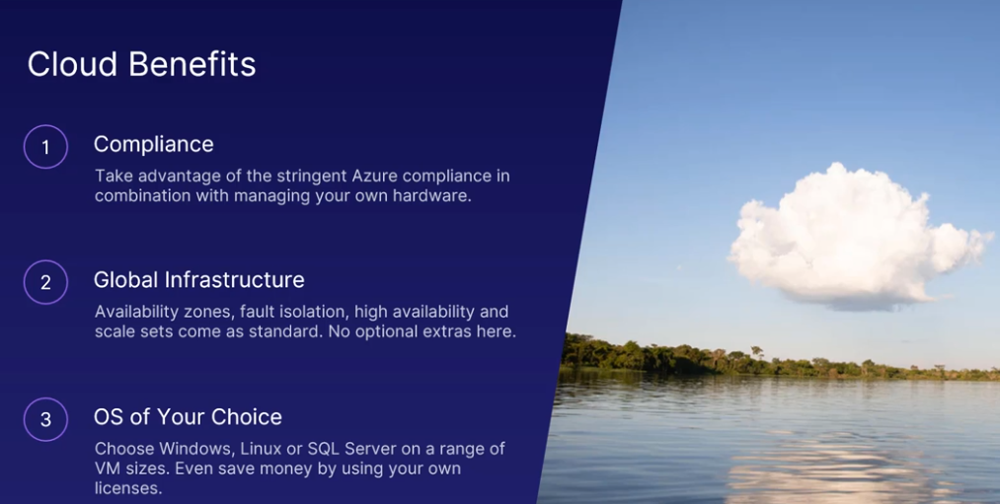 Cloud Benefits
1
Compliance
Take advantage of the stringent Azure compliance in
combination with managing your own hardware.
2
Global Infrastructure
Availability zones, fault isolation, high availability and
scale sets come as standard. No optional extras here.
3
OS of Your Choice
Choose Windows, Linux or SQL Server on a range of
VM sizes. Even save money by using your own
licenses.